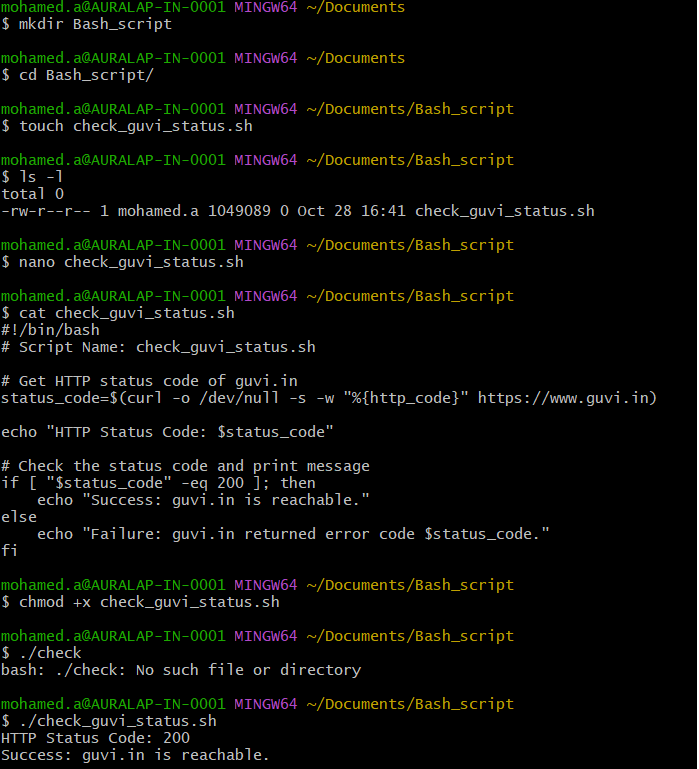 mohamed.a@AURALAP-IN-0001 MINGW64 ~/Documents
$ mkdir Bash_script
mohamed.a@AURALAP-IN-0001 MINGW64 ~/Documents
$ cd Bash_script/
mohamed.a@AURALAP-IN-0001 MINGW64 ~/Documents/Bash_script
$ touch check_guvi_status.sh
mohamed.a@AURALAP-IN-0001 MINGW64 ~/Documents/Bash_script
$ ls -l
total 0
-rw-r--r-- 1 mohamed.a 1049089 0 Oct 28 16:41 check_guvi_status.sh
mohamed.a@AURALAP-IN-0001 MINGW64 ~/Documents/Bash_script
$ nano check_guvi_status.sh
mohamed.a@AURALAP-IN-0001 MINGW64 ~/Documents/Bash_script
$ cat check_guvi_status.sh
#!/bin/bash
# Script Name: check_guvi_status.sh
# Get HTTP status code of guvi.in
status_code=$(curl -o /dev/null -s -w "%{http_code}" https://www.guvi.in)
echo "HTTP Status Code: $status_code"
# Check the status code and print message
if [ "$status_code" -eq 200 ]; then
    echo "Success: guvi.in is reachable."
else
    echo "Failure: guvi.in returned error code $status_code."
fi
mohamed.a@AURALAP-IN-0001 MINGW64 ~/Documents/Bash_script
$ chmod +x check_guvi_status.sh
mohamed.a@AURALAP-IN-0001 MINGW64 ~/Documents/Bash_script
$ ./check
bash: ./check: No such file or directory
mohamed.a@AURALAP-IN-0001 MINGW64 ~/Documents/Bash_script
$ ./check_guvi_status.sh
HTTP Status Code: 200
Success: guvi.in is reachable.